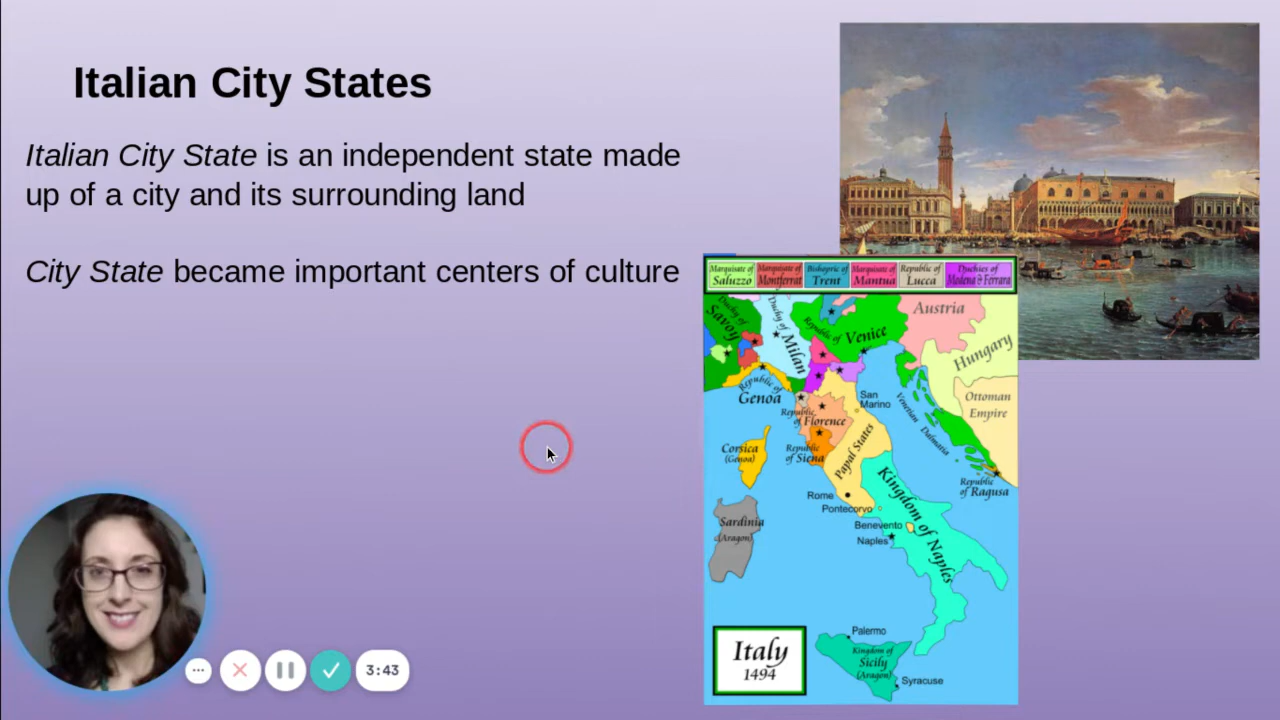 Italian City States
Italian City State is an independent state made
up of a city and its surrounding land
City State became important centers of culture
Marquisate of
Saluzzo
Marquisate of
Montferrat
Bishopric of
Trent
Marquisate of
Mantua
Republic of
Lucca
Duchies of
Modena & Ferrara
Duchy of
Savoy
Duchy of
Milan
Republic of
Venice
Austria
Hungary
Republic of
Genoa
San
Marino
Venetian
Dalmatia
Ottoman
Empire
Republic
of Florence
Corsica
(Genoa)
Republic
of Siena
Papal States
Republic
of Ragusa
Rome
Pontecorvo
Kingdom of Naples
Sardinia
(Aragon)
Benevento
Naples
Palermo
Kingdom of
Sicily
(Aragon)
Syracuse
Italy
1494
3:43